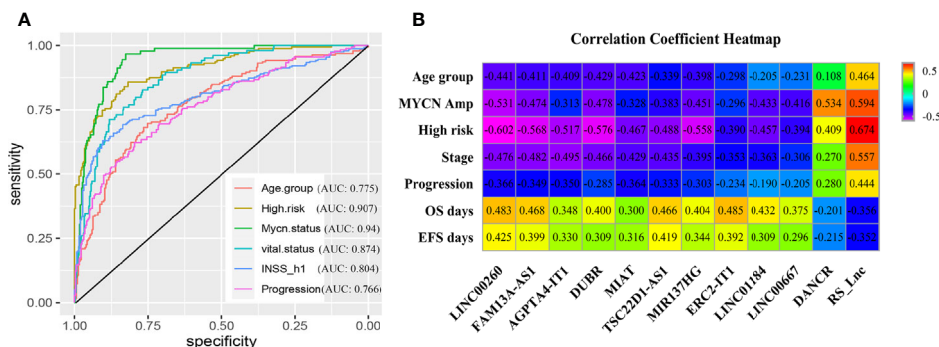 A
1.00
0.75
0.50
0.25
0.00
sensitivity
1.00
0.75
0.50
0.25
0.00
specificity
Age.group (AUC: 0.775)
High.risk (AUC: 0.907)
Mycn.status (AUC: 0.94)
vital.status (AUC: 0.874)
INSS_h1 (AUC: 0.804)
Progression (AUC: 0.766)
B
Correlation Coefficient Heatmap
Age group -0.441 -0.411 -0.409 -0.429 -0.423 -0.339 -0.398 -0.298 -0.205 -0.231 0.108 0.464
MYCN Amp -0.531 -0.474 -0.313 -0.478 -0.328 -0.383 -0.451 -0.296 -0.433 -0.416 0.534 0.594
High risk -0.602 -0.568 -0.517 -0.576 -0.467 -0.488 -0.558 -0.390 -0.457 -0.394 0.409 0.674
Stage -0.476 -0.482 -0.495 -0.466 -0.429 -0.435 -0.395 -0.353 -0.363 -0.306 0.270 0.557
Progression -0.366 -0.349 -0.350 -0.285 -0.364 -0.333 -0.303 -0.234 -0.190 -0.205 0.280 0.444
OS days 0.483 0.468 0.348 0.400 0.300 0.466 0.404 0.485 0.432 0.375 -0.201 -0.356
EFS days 0.425 0.399 0.330 0.309 0.316 0.419 0.344 0.392 0.309 0.296 -0.215 -0.352
LINC00260
FAM13A-AS1
AGPTA4-IT1
DUBR
MIAT
TSC22D1-AS1
MIR137HG
ERC2-IT1
LINC01184
LINC00667
DANCR
RS_Lnc
0.5
0
-0.5